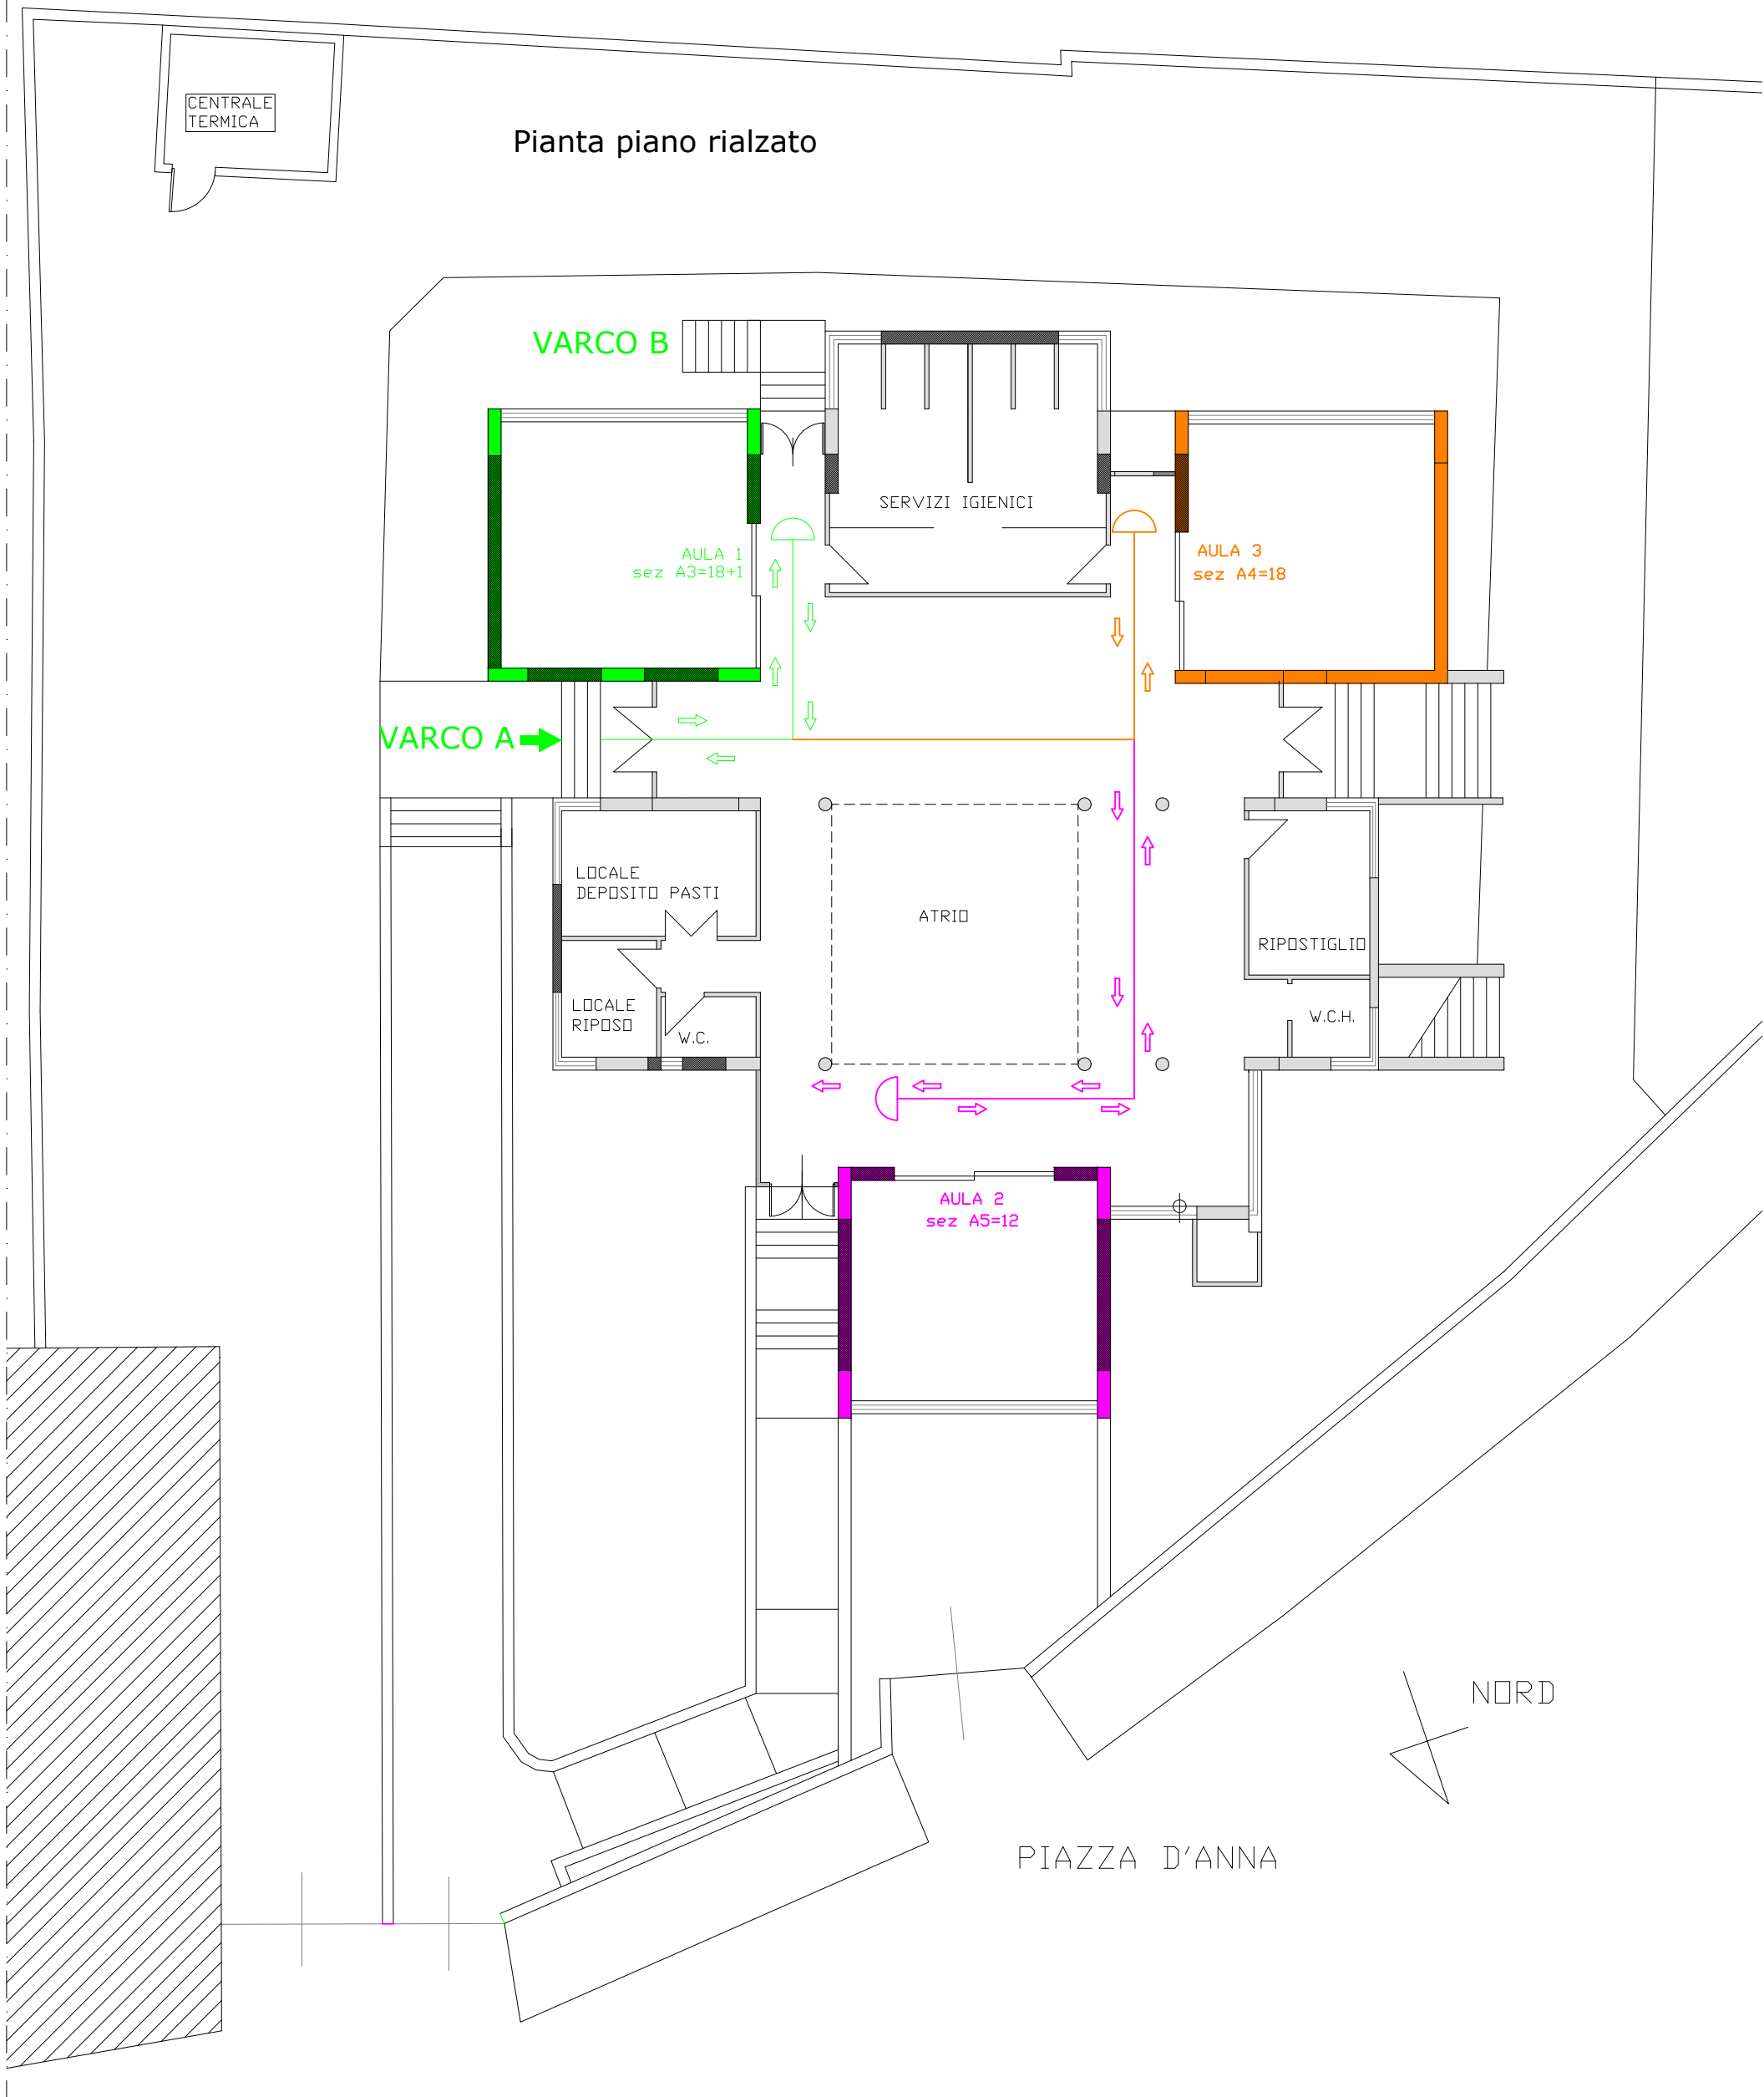 CENTRALE
TERMICA
Pianta piano rialzato
VARCO B
SERVIZI IGIENICI
AULA 1
sez A3=18+1
AULA 3
sez A4=18
VARCO A
LOCALE
DEPOSITO PASTI
ATRIO
RIPOSTIGLIO
LOCALE
RIPOSO
W.C.
W.C.H.
AULA 2
sez A5=12
NORD
PIAZZA D'ANNA